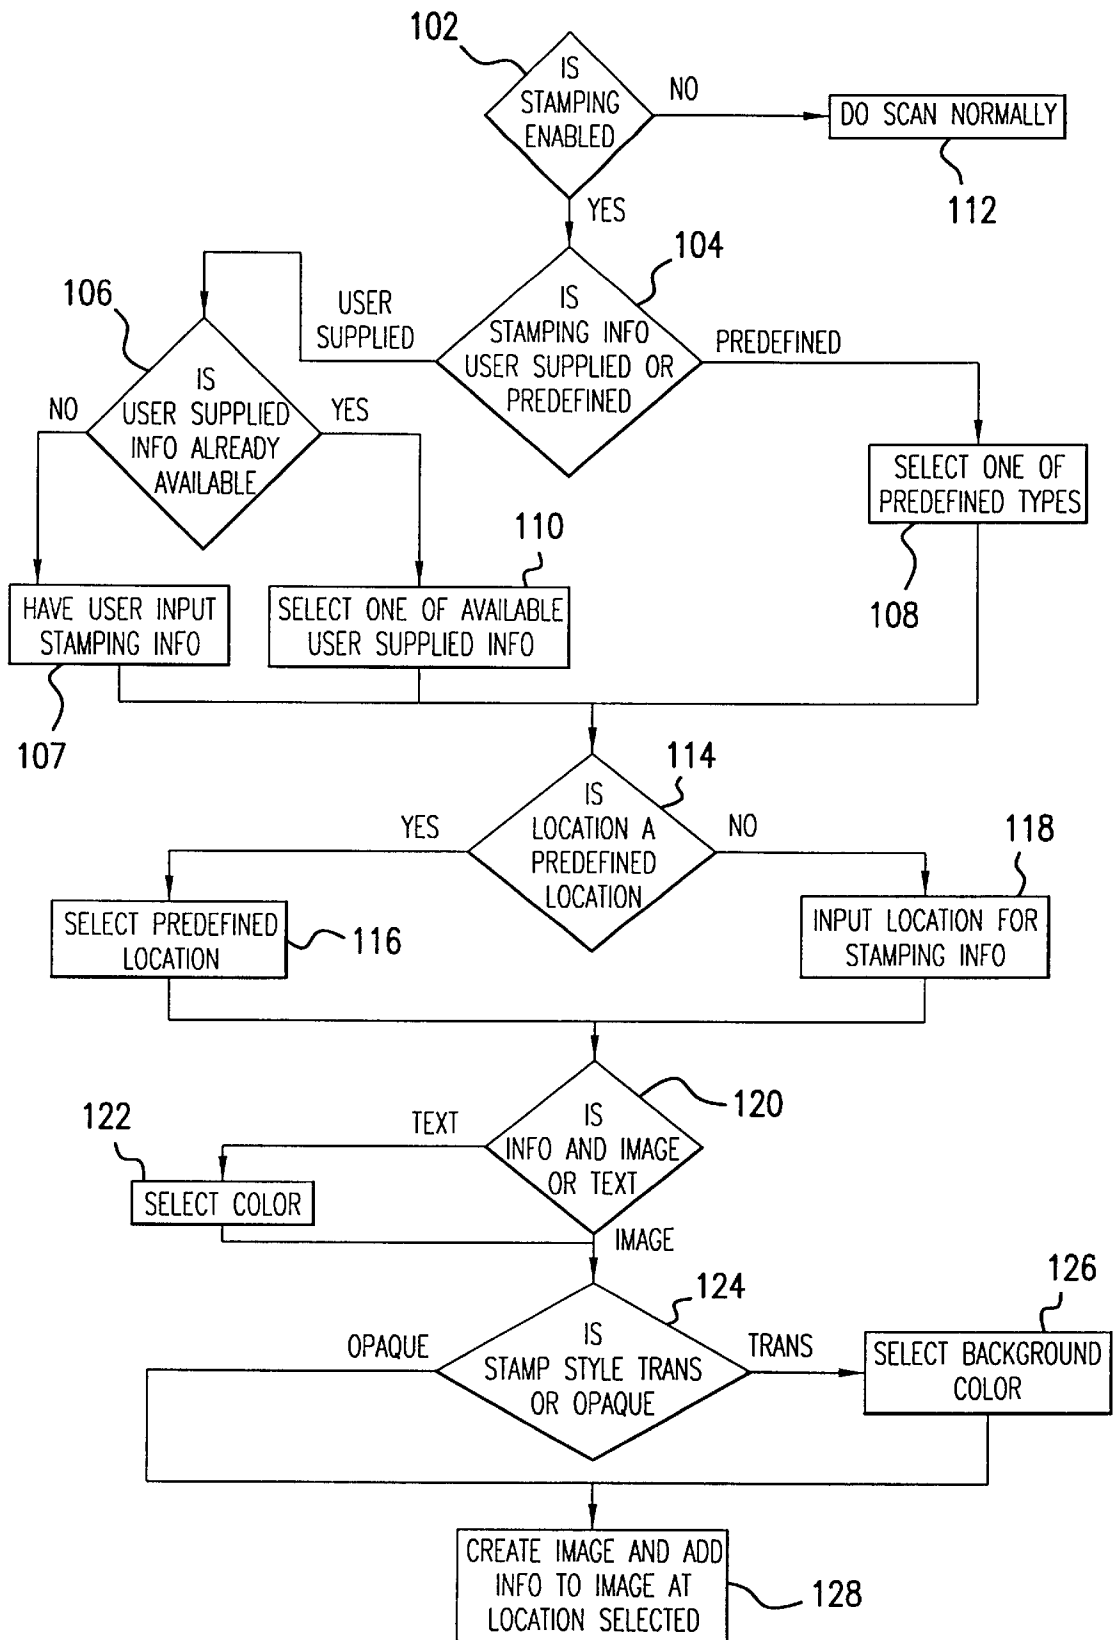 102
IS
STAMPING
ENABLED
NO
DO SCAN NORMALLY
112
YES
104
IS
STAMPING INFO
USER SUPPLIED OR
PREDEFINED
USER
SUPPLIED
PREDEFINED
106
IS
USER SUPPLIED
INFO ALREADY
AVAILABLE
NO
YES
SELECT ONE OF
PREDEFINED TYPES
108
110
HAVE USER INPUT
STAMPING INFO
107
SELECT ONE OF AVAILABLE
USER SUPPLIED INFO
114
IS
LOCATION A
PREDEFINED
LOCATION
YES
NO
118
SELECT PREDEFINED
LOCATION
116
INPUT LOCATION FOR
STAMPING INFO
120
IS
INFO AND IMAGE
OR TEXT
TEXT
122
SELECT COLOR
IMAGE
124
IS
STAMP STYLE TRANS
OR OPAQUE
OPAQUE
TRANS
126
SELECT BACKGROUND
COLOR
CREATE IMAGE AND ADD
INFO TO IMAGE AT
LOCATION SELECTED
128